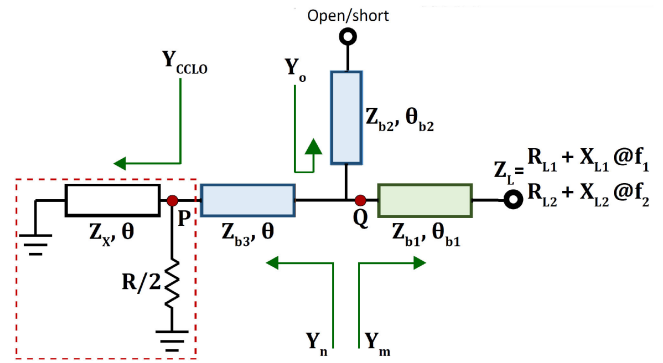 Open/short
Y_CCLO
Y_o
Z_b2, θ_b2
Z_L= R_L1 + X_L1 @f_1
R_L2 + X_L2 @f_2
P
Q
Z_X, θ
Z_b3, θ
Z_b1, θ_b1
R/2
Y_n
Y_m